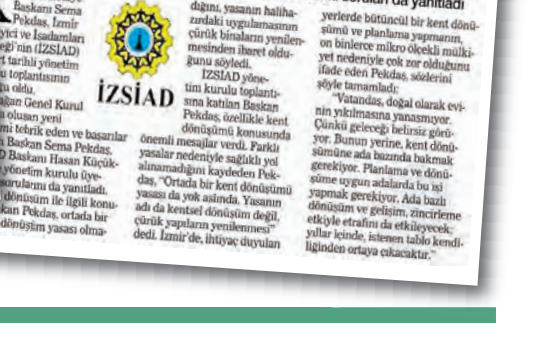 soruları da yanıtladı
Başkanı Sema
Pekdaş, İzmir
yici ve İşadamları
eği'nin (İZSİAD)
t tarihli yönetim
u toplantısının
ğu oldu.
ğan Genel Kurul
a oluşan yeni
mi tebrik eden ve başarılar
n Başkan Sema Pekdaş,
D Başkanı Hasan Küçük-
yönetim kurulu üye-
sorularını da yanıtladı.
dönüşüm ile ilgili konu-
kan Pekdaş, ortada bir
dönüşüm yasası olma-
İZSİAD
dığını, yasanın haliha-
zırdaki uygulamasının
çürük binaların yenilen-
mesinden ibaret oldu-
ğunu söyledi.
İZSİAD yöne-
tim kurulu toplantı-
sına katılan Başkan
Pekdaş, özellikle kent
dönüşümü konusunda
önemli mesajlar verdi. Farklı
yasalar nedeniyle sağlıklı yol
alınamadığını kaydeden Pek-
daş, "Ortada bir kent dönüşümü
yasası da yok aslında. Yasanın
adı da kentsel dönüşüm değil,
çürük yapıların yenilenmesi"
dedi. İzmir'de, ihtiyaç duyulan
yerlerde bütüncül bir kent dönü-
şümü ve planlama yapmanın,
on binlerce mikro ölçekli mülki-
yet nedeniyle çok zor olduğunu
ifade eden Pekdaş, sözlerini
şöyle tamamladı:
"Vatandaş, doğal olarak evi-
nin yıkılmasına yanaşmıyor.
Çünkü geleceği belirsiz görü-
yor. Bunun yerine, kent dönü-
şümüne ada bazında bakmak
gerekiyor. Planlama ve dönü-
şüme uygun adalarda bu işi
yapmak gerekiyor. Ada bazlı
dönüşüm ve gelişim, zincirleme
etkiyle etrafını da etkileyecek;
yıllar içinde, istenen tablo kendi-
liğinden ortaya çıkacaktır."